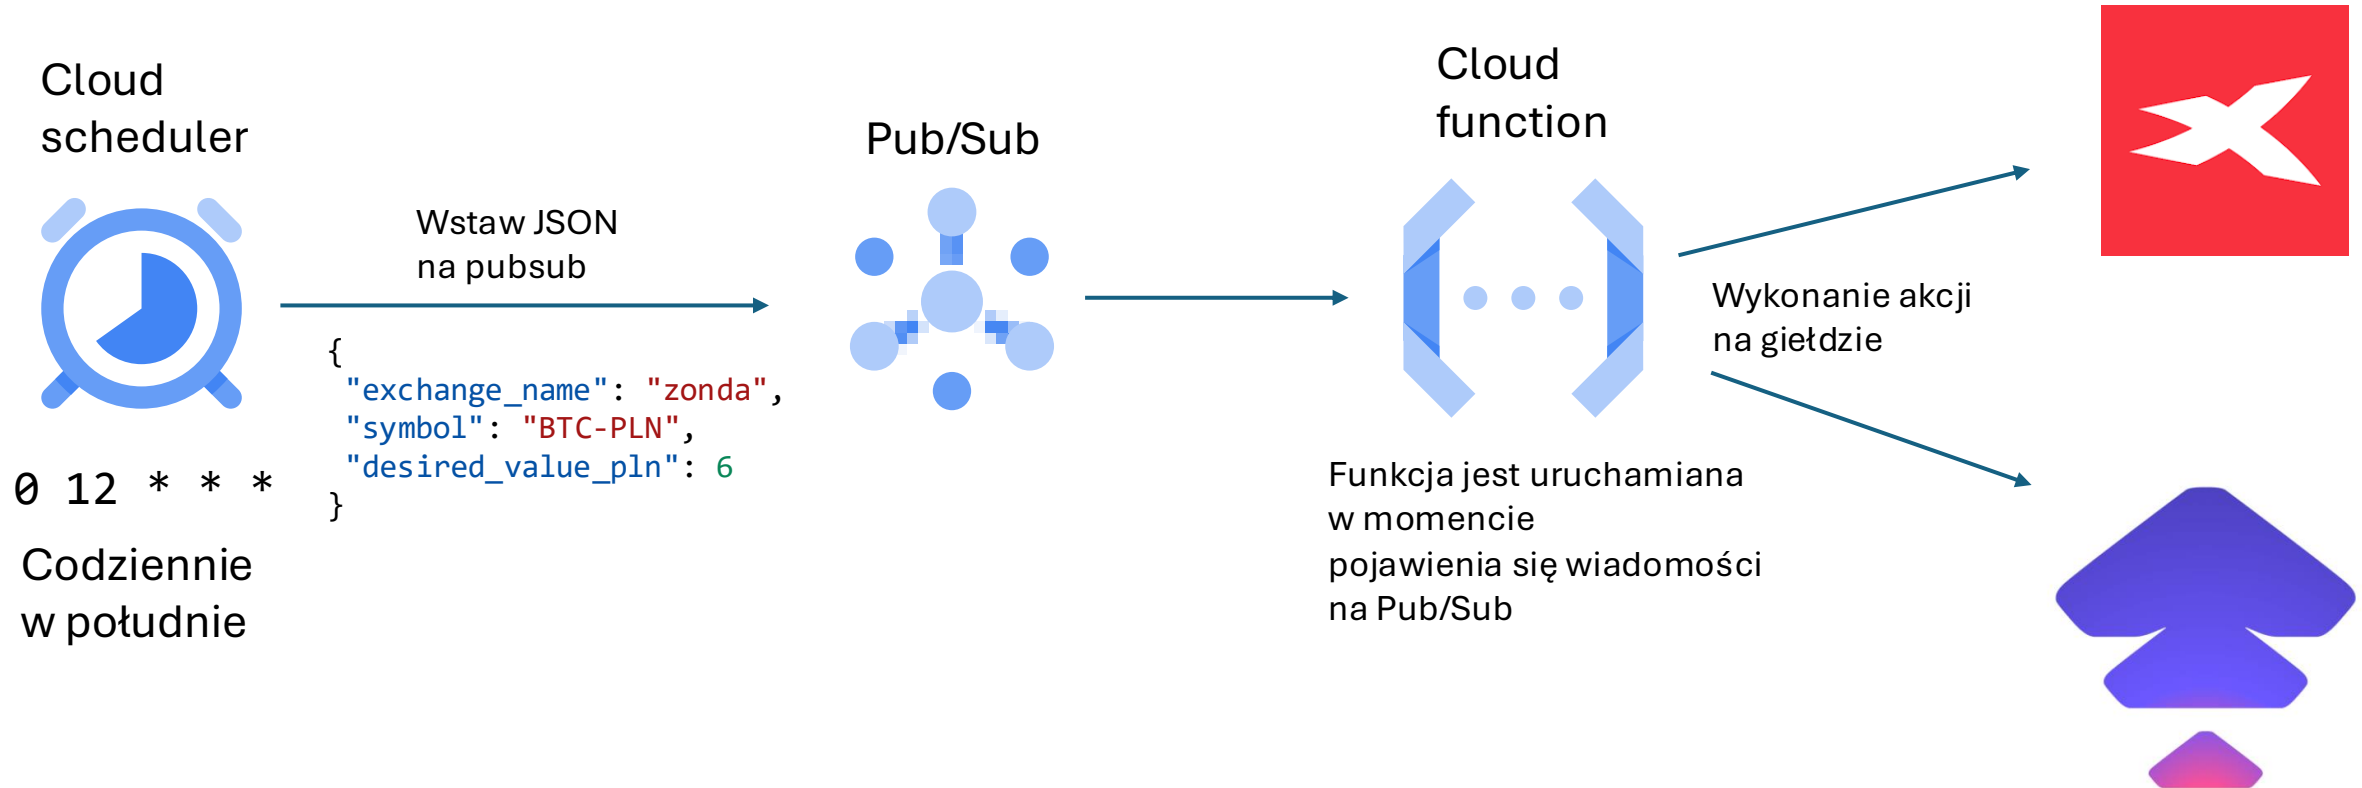 Cloud
scheduler
0 12 * * *
Codziennie
w południe
Wstaw JSON
na pubsub
{
"exchange_name": "zonda",
"symbol": "BTC-PLN",
"desired_value_pln": 6
}
Pub/Sub
Cloud
function
Funkcja jest uruchamiana
w momencie
pojawienia się wiadomości
na Pub/Sub
Wykonanie akcji
na giełdzie